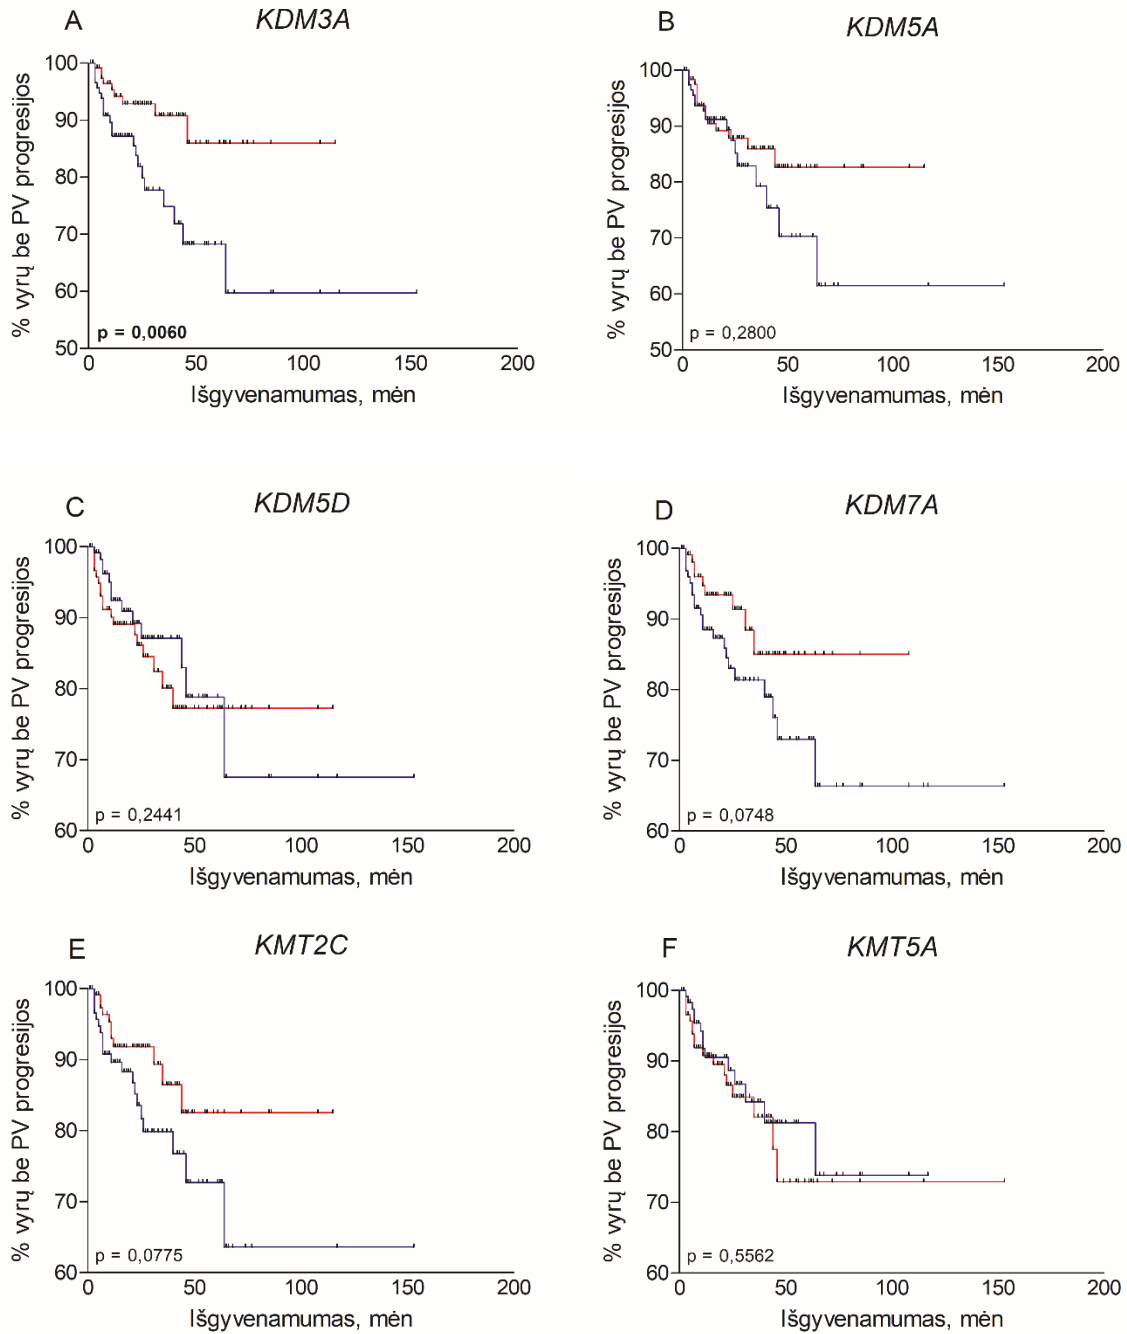 A
KDM3A
% vyrų be PV progresijos
100
90
80
70
60
50
p = 0,0060
0
50
100
150
200
Išgyvenamumas, mėn
B
KDM5A
% vyrų be PV progresijos
100
90
80
70
60
50
p = 0,2800
0
50
100
150
200
Išgyvenamumas, mėn
C
KDM5D
% vyrų be PV progresijos
100
90
80
70
60
p = 0,2441
0
50
100
150
200
Išgyvenamumas, mėn
D
KDM7A
% vyrų be PV progresijos
100
90
80
70
60
p = 0,0748
0
50
100
150
200
Išgyvenamumas, mėn
E
KMT2C
% vyrų be PV progresijos
100
90
80
70
60
p = 0,0775
0
50
100
150
200
Išgyvenamumas, mėn
F
KMT5A
% vyrų be PV progresijos
100
90
80
70
60
p = 0,5562
0
50
100
150
200
Išgyvenamumas, mėn